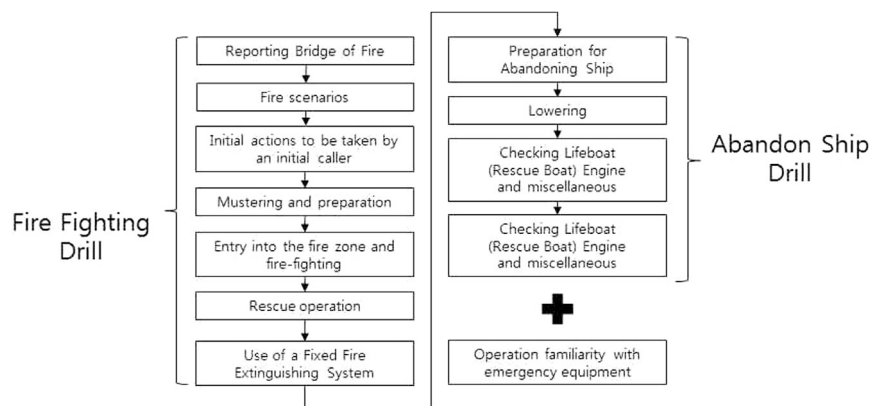 Fire Fighting
Drill
Reporting Bridge of Fire
Fire scenarios
Initial actions to be taken by
an initial caller
Mustering and preparation
Entry into the fire zone and
fire-fighting
Rescue operation
Use of a Fixed Fire
Extinguishing System
Preparation for
Abandoning Ship
Lowering
Checking Lifeboat
(Rescue Boat) Engine
and miscellaneous
Checking Lifeboat
(Rescue Boat) Engine
and miscellaneous
Operation familiarity with
emergency equipment
Abandon Ship
Drill